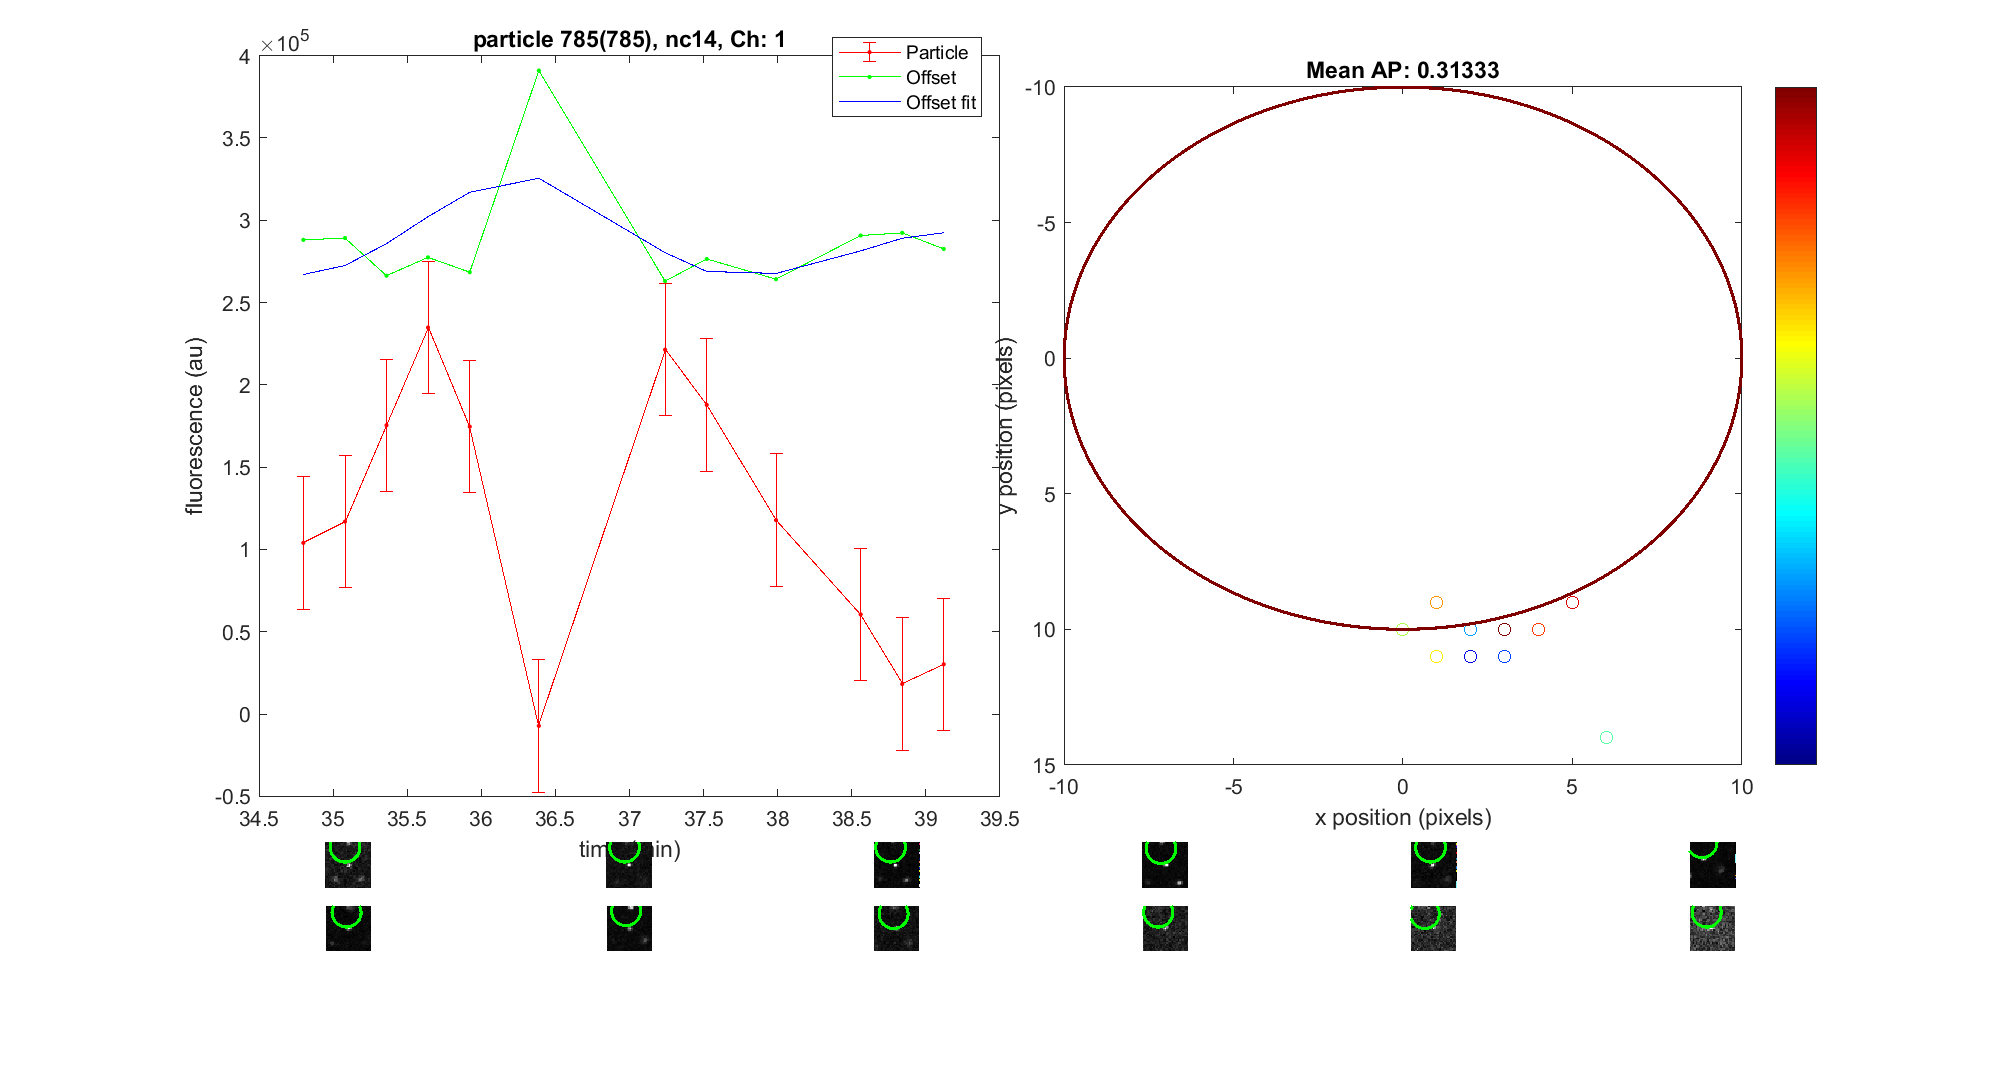 particle 785(785), nc14, Ch: 1
×10^5
Particle
Offset
Offset fit
fluorescence (au)
4
3.5
3
2.5
2
1.5
1
0.5
0
-0.5
34.5 35 35.5 36 36.5 37 37.5 38 38.5 39 39.5
Mean AP: 0.31333
y position (pixels)
-10
-5
0
5
10
15
-10 -5 0 5 10
x position (pixels)